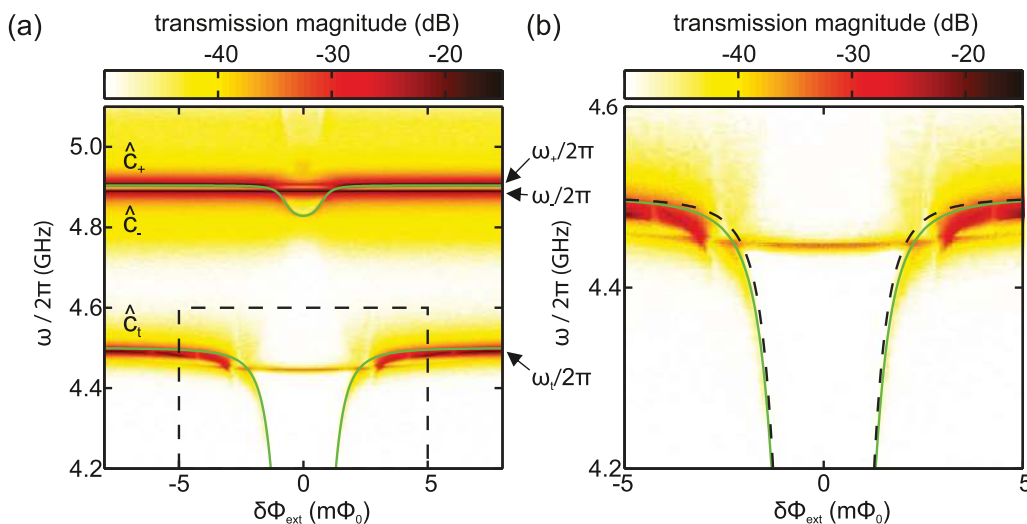 (a)
transmission magnitude (dB)
-40 -30 -20
ω / 2π (GHz)
5.0
4.8
4.6
4.4
4.2
ĉ₊
ĉ₋
ĉₜ
ω₊/2π
ω₋/2π
ωₜ/2π
-5 0 5
δΦₑₓₜ (mΦ₀)
(b)
transmission magnitude (dB)
-40 -30 -20
ω / 2π (GHz)
4.6
4.4
4.2
-5 0 5
δΦₑₓₜ (mΦ₀)